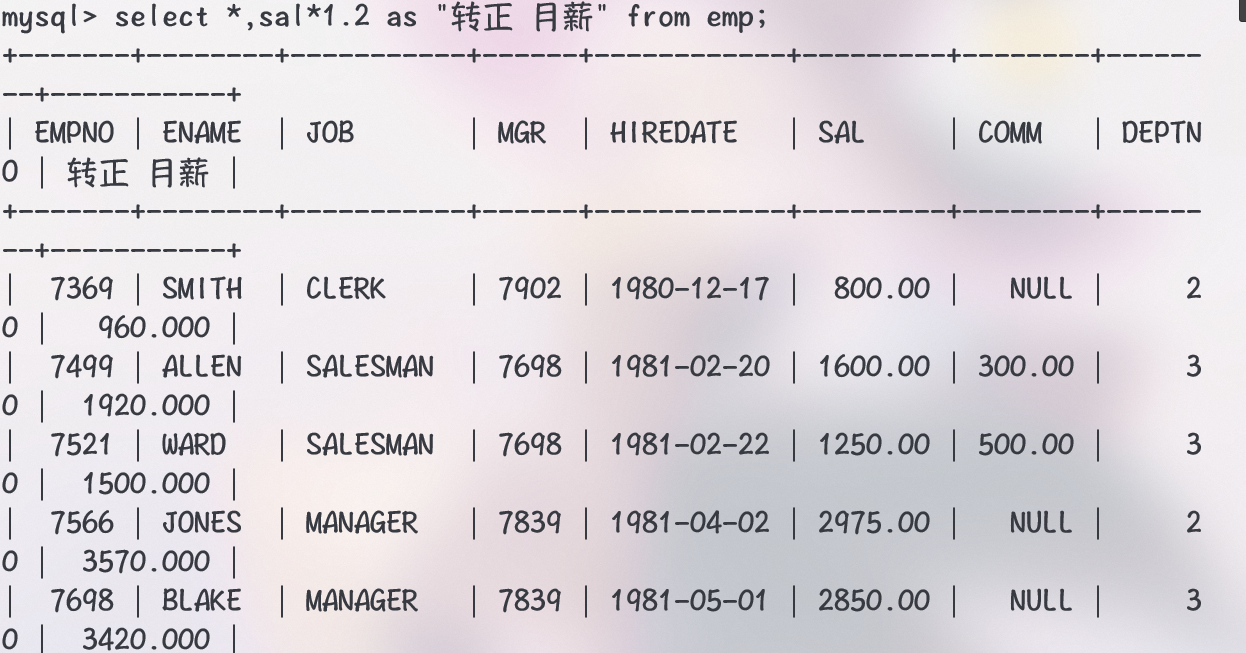 mysql> select *,sal*1.2 as "转正 月薪" from emp;
+-------+--------+-----------+------+------------+---------+--------+------
--+-----------+
| EMPNO | ENAME  | JOB       | MGR  | HIREDATE   | SAL     | COMM   | DEPTN
O | 转正 月薪 |
+-------+--------+-----------+------+------------+---------+--------+------
--+-----------+
|  7369 | SMITH  | CLERK     | 7902 | 1980-12-17 |  800.00 |   NULL |     2
0 |   960.000 |
|  7499 | ALLEN  | SALESMAN  | 7698 | 1981-02-20 | 1600.00 | 300.00 |     3
0 |  1920.000 |
|  7521 | WARD   | SALESMAN  | 7698 | 1981-02-22 | 1250.00 | 500.00 |     3
0 |  1500.000 |
|  7566 | JONES  | MANAGER   | 7839 | 1981-04-02 | 2975.00 |   NULL |     2
0 |  3570.000 |
|  7698 | BLAKE  | MANAGER   | 7839 | 1981-05-01 | 2850.00 |   NULL |     3
0 |  3420.000 |